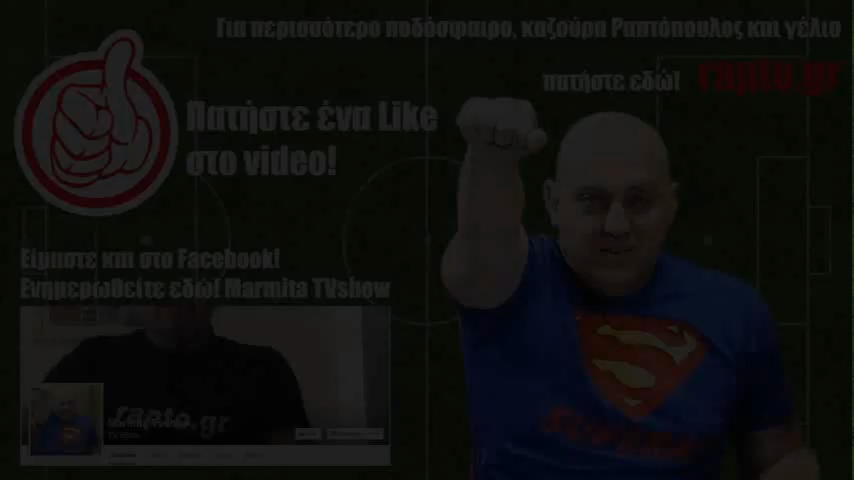 Για περισσότερο ποδόσφαιρο, καζούρα Ραπτόπουλος και γέλιο
πατήστε εδώ! rapto.gr
Πατήστε ένα Like
στο video!
Είμαστε και στο Facebook!
Ενημερωθείτε εδώ! Marmita TVshow
rapto.gr